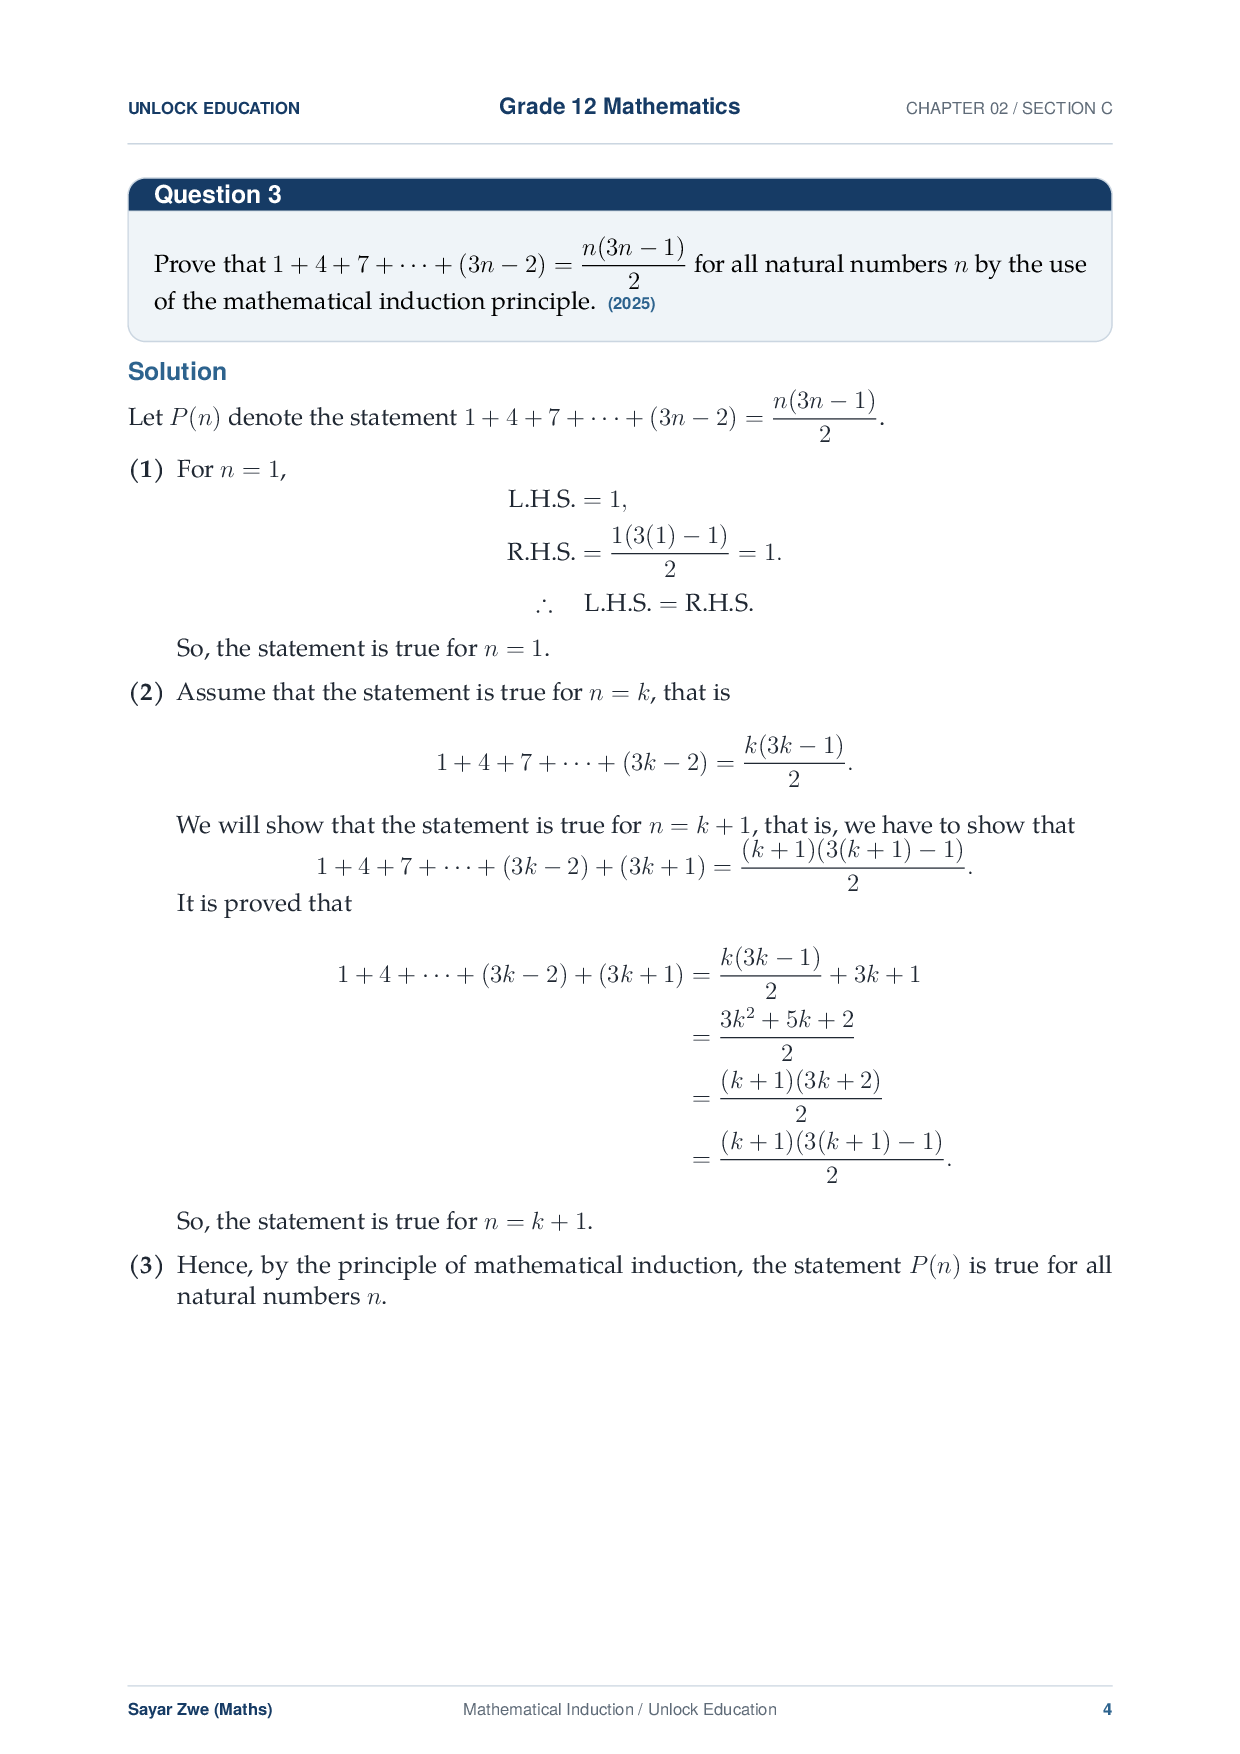 UNLOCK EDUCATION Grade 12 Mathematics CHAPTER 02 / SECTION C
Question 3
Prove that 1 + 4 + 7 + ⋯ + (3n − 2) = n(3n − 1)/2 for all natural numbers n by the use
of the mathematical induction principle. (2025)
Solution
Let P(n) denote the statement 1 + 4 + 7 + ⋯ + (3n − 2) = n(3n − 1)/2.
(1) For n = 1,
L.H.S. = 1,
R.H.S. = 1(3(1) − 1)/2 = 1.
∴ L.H.S. = R.H.S.
So, the statement is true for n = 1.
(2) Assume that the statement is true for n = k, that is
1 + 4 + 7 + ⋯ + (3k − 2) = k(3k − 1)/2.
We will show that the statement is true for n = k + 1, that is, we have to show that
1 + 4 + 7 + ⋯ + (3k − 2) + (3k + 1) = (k + 1)(3(k + 1) − 1)/2.
It is proved that
1 + 4 + ⋯ + (3k − 2) + (3k + 1) = k(3k − 1)/2 + 3k + 1
= 3k² + 5k + 2/2
= (k + 1)(3k + 2)/2
= (k + 1)(3(k + 1) − 1)/2.
So, the statement is true for n = k + 1.
(3) Hence, by the principle of mathematical induction, the statement P(n) is true for all
natural numbers n.
Sayar Zwe (Maths) Mathematical Induction / Unlock Education 4